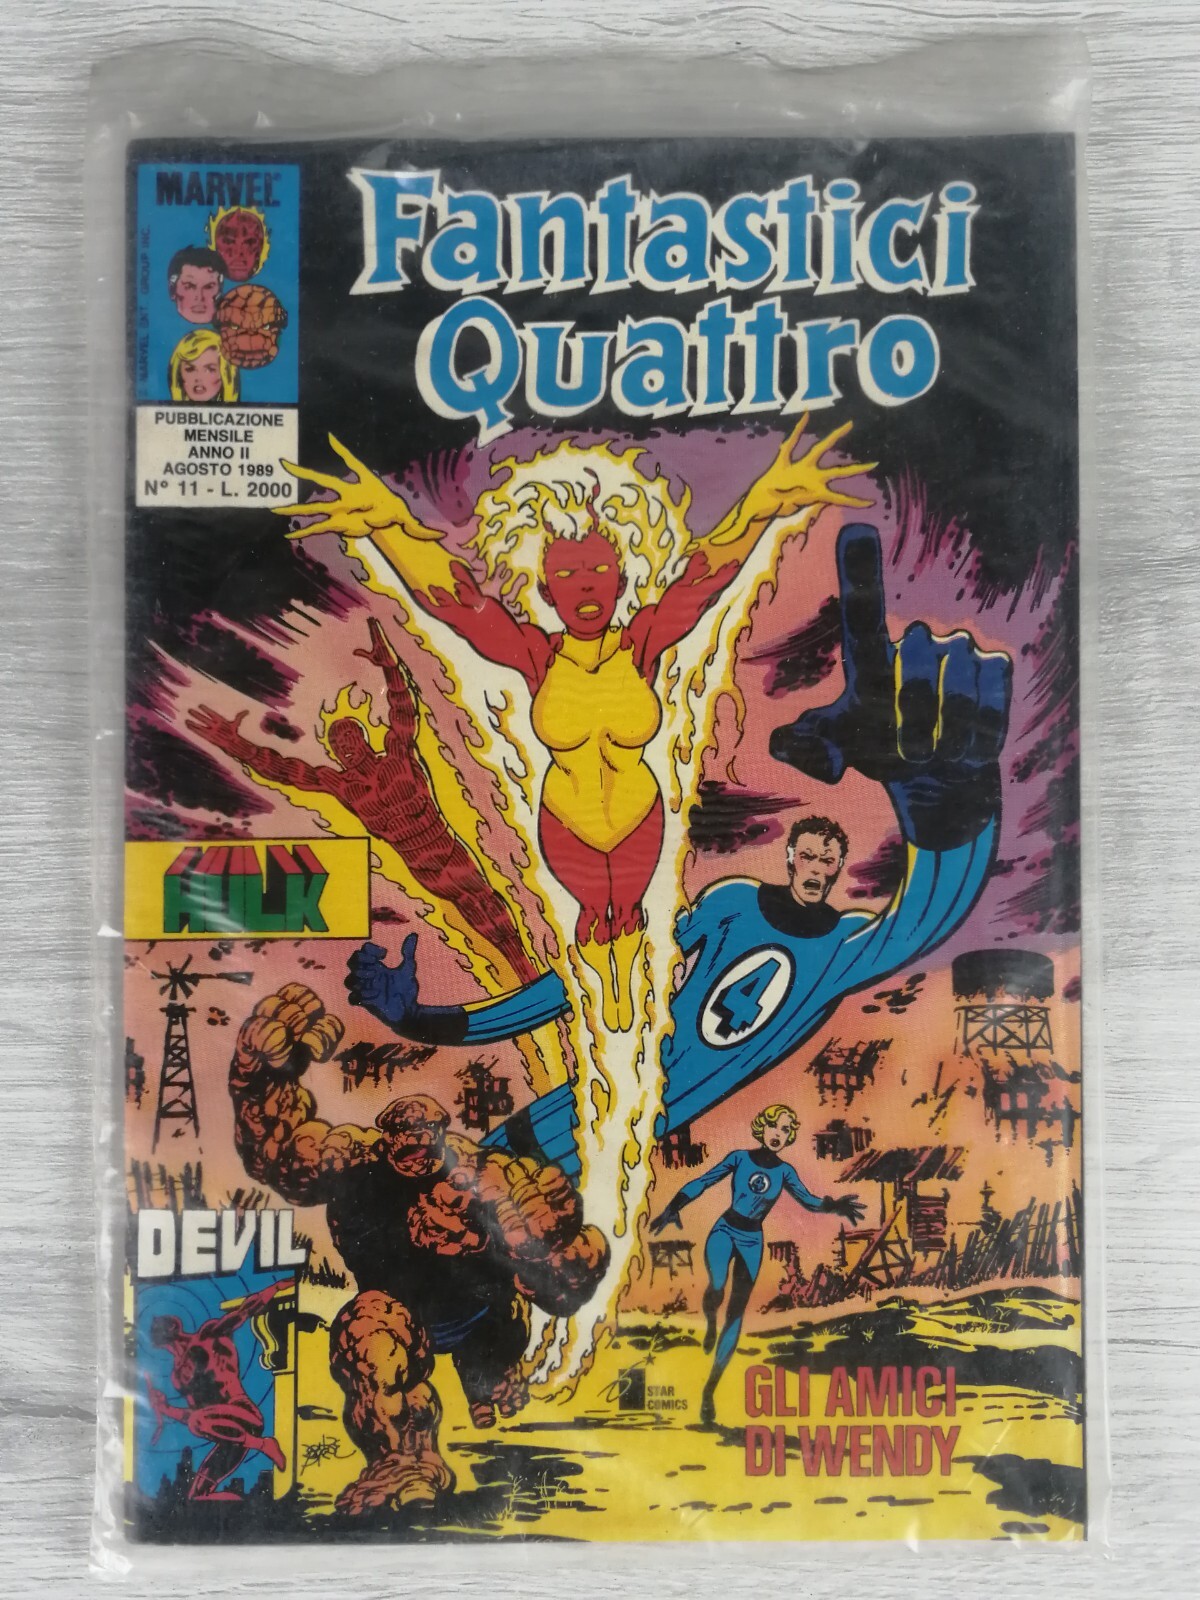 MARVEL
Fantastici
Quattro
PUBBLICAZIONE
MENSILE
ANNO II
AGOSTO 1989
N° 11 - L. 2000
HULK
4
4
DEVIL
STAR
COMICS
GLI AMICI
DI WENDY